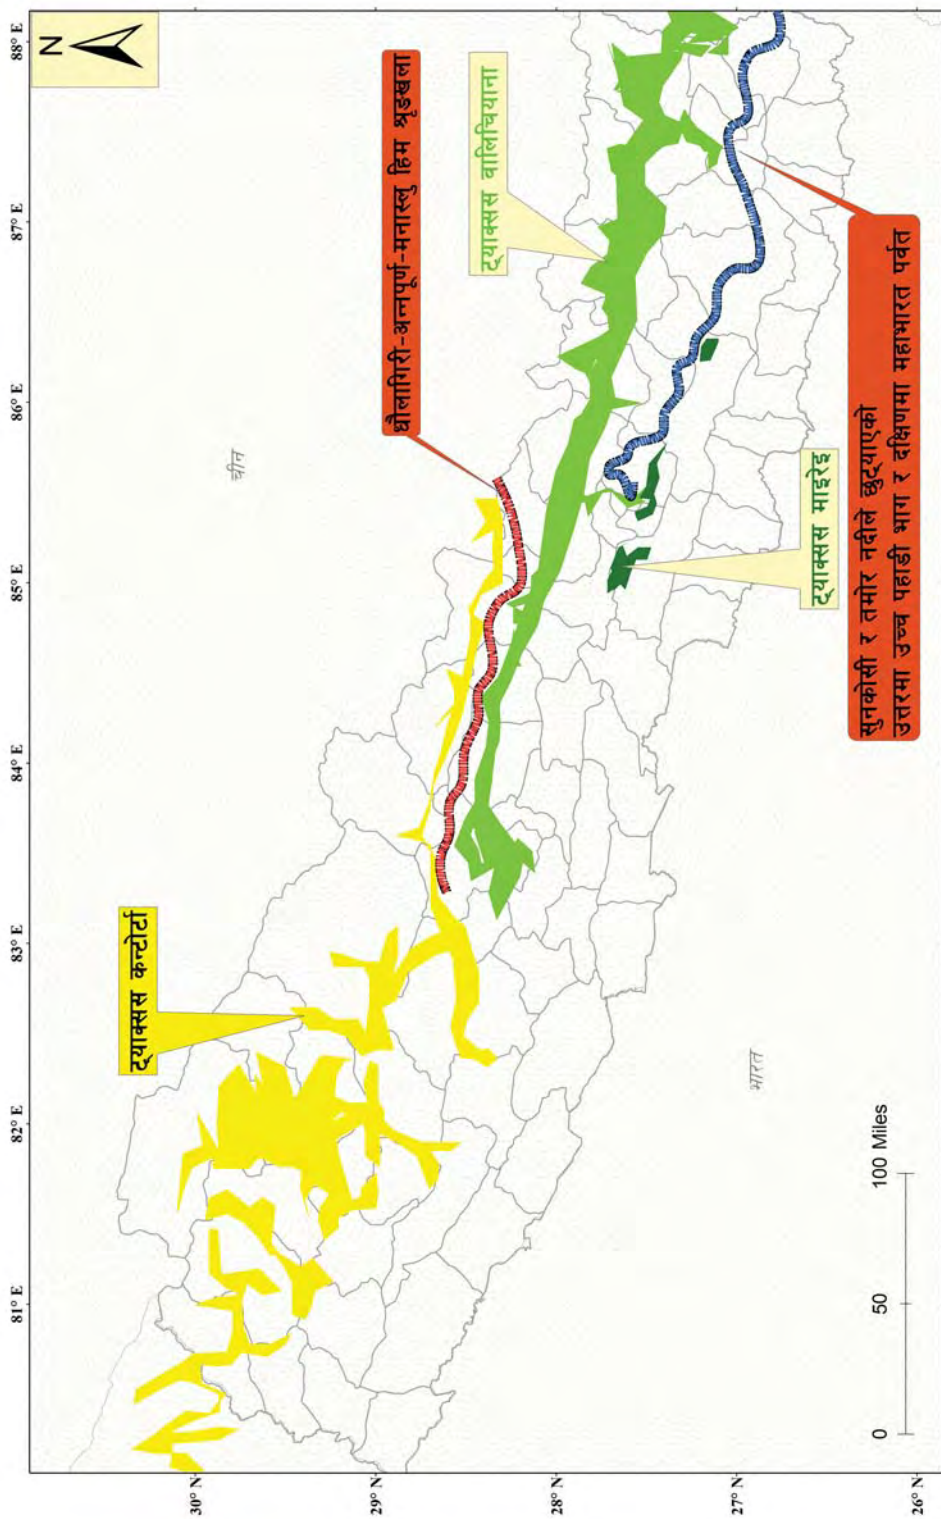 81° E
82° E
83° E
84° E
85° E
86° E
87° E
88° E
N
ट्याक्सस कन्टोर्टा
चीन
धौलागिरी-अन्नपूर्ण-मनास्लु हिम श्रृङखला
ट्याक्सस वालिचियाना
30° N
29° N
28° N
27° N
26° N
ट्याक्सस माइरेइ
भारत
सुनकोसी र तमोर नदीले छुट्याएको
उत्तरमा उच्च पहाडी भाग र दक्षिणमा महाभारत पर्वत
0
50
100 Miles